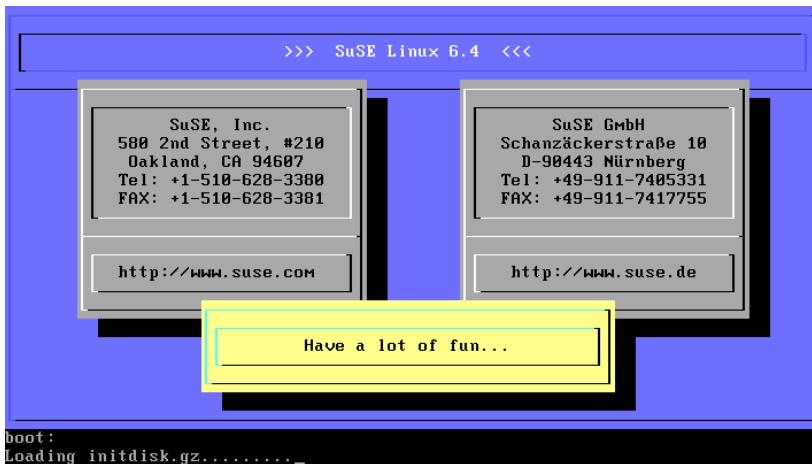 >>> SuSE Linux 6.4 <<<
SuSE, Inc.
580 2nd Street, #210
Oakland, CA 94607
Tel: +1-510-628-3380
FAX: +1-510-628-3381
http://www.suse.com
SuSE GmbH
Schanzäckerstraße 10
D-90443 Nürnberg
Tel: +49-911-7405331
FAX: +49-911-7417755
http://www.suse.de
Have a lot of fun...
boot:
Loading initdisk.gz........._